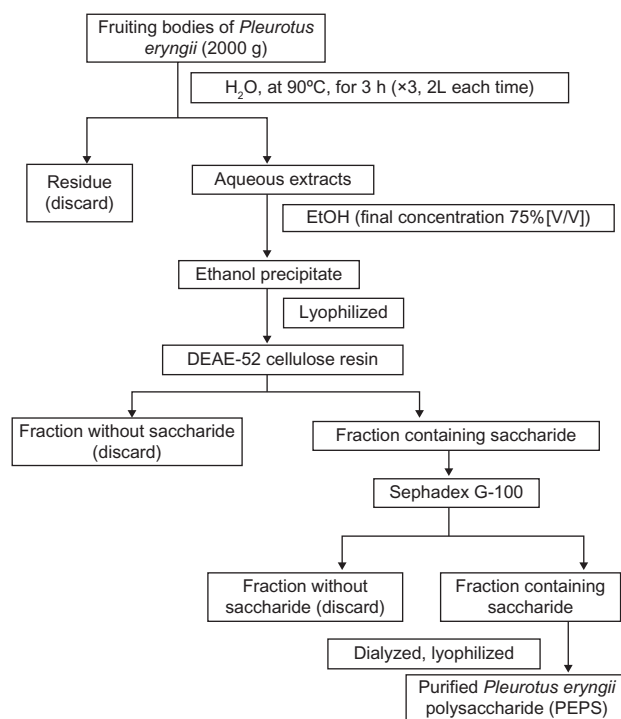 Fruiting bodies of Pleurotus
eryngii (2000 g)
H₂O, at 90ºC, for 3 h (×3, 2L each time)
Residue
(discard)
Aqueous extracts
EtOH (final concentration 75%[V/V])
Ethanol precipitate
Lyophilized
DEAE-52 cellulose resin
Fraction without saccharide
(discard)
Fraction containing saccharide
Sephadex G-100
Fraction without
saccharide (discard)
Fraction containing
saccharide
Dialyzed, lyophilized
Purified Pleurotus eryngii
polysaccharide (PEPS)